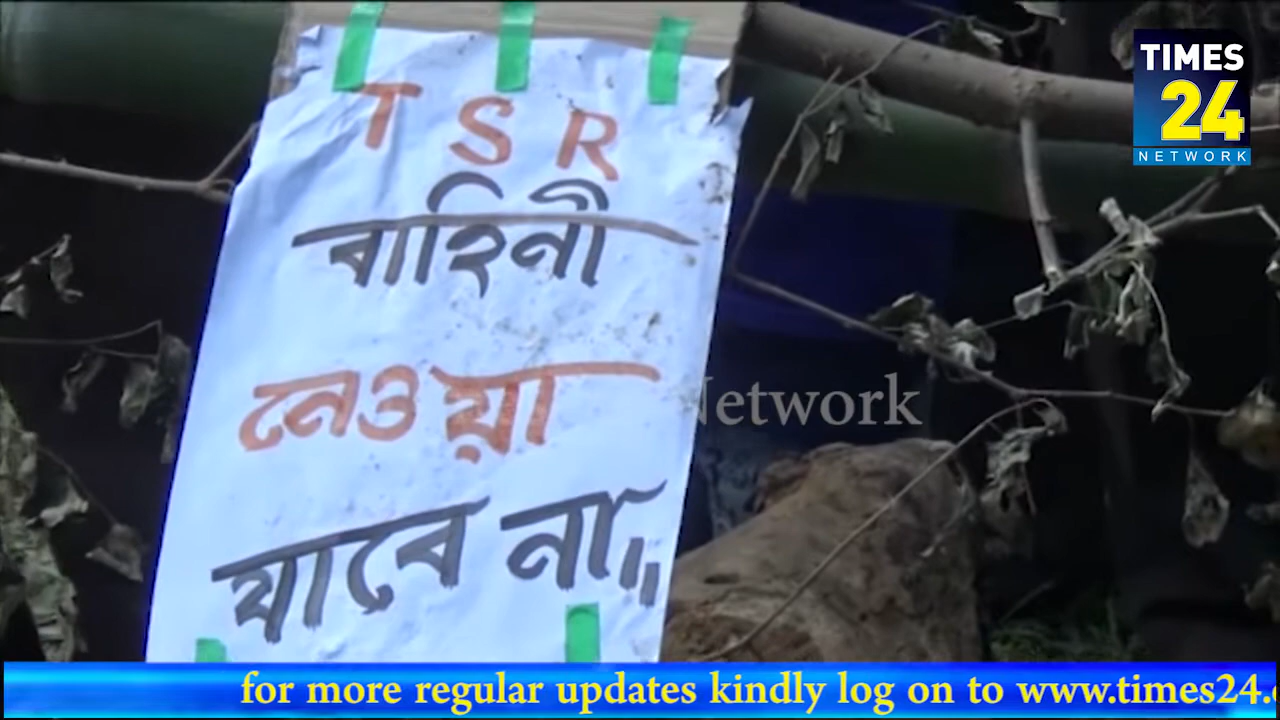 TSR
বাহিনী
নেওয়া
যাবে না॥
TIMES
24
NETWORK
Network
for more regular updates kindly log on to www.times24.